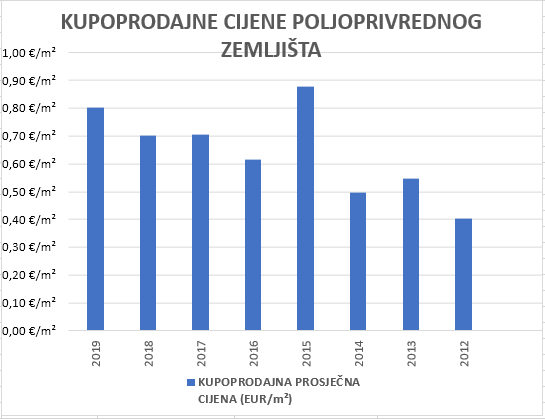 KUPOPRODAJNE CIJENE POLJOPRIVREDNOG
ZEMLJIŠTA
1,00 €/m²
0,90 €/m²
0,80 €/m²
0,70 €/m²
0,60 €/m²
0,50 €/m²
0,40 €/m²
0,30 €/m²
0,20 €/m²
0,10 €/m²
0,00 €/m²
2019 2018 2017 2016 2015 2014 2013 2012
KUPOPRODAJNA PROSJEČNA
CIJENA (EUR/m²)